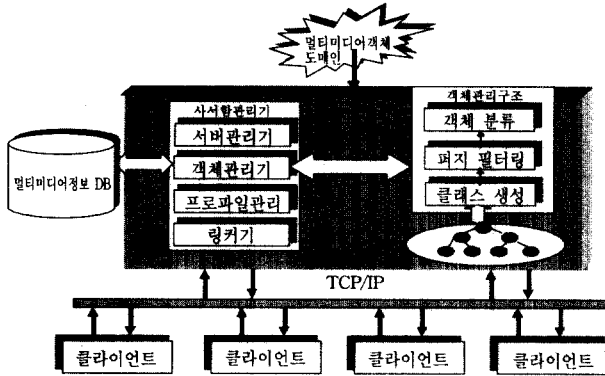 멀티미디어객체
도메인
사서함관리기
서버관리기
객체관리기
프로파일관리
링커기
객체관리구조
객체 분류
퍼지 필터링
클래스 생성
멀티미디어정보 DB
TCP/IP
클라이언트
클라이언트
클라이언트
클라이언트